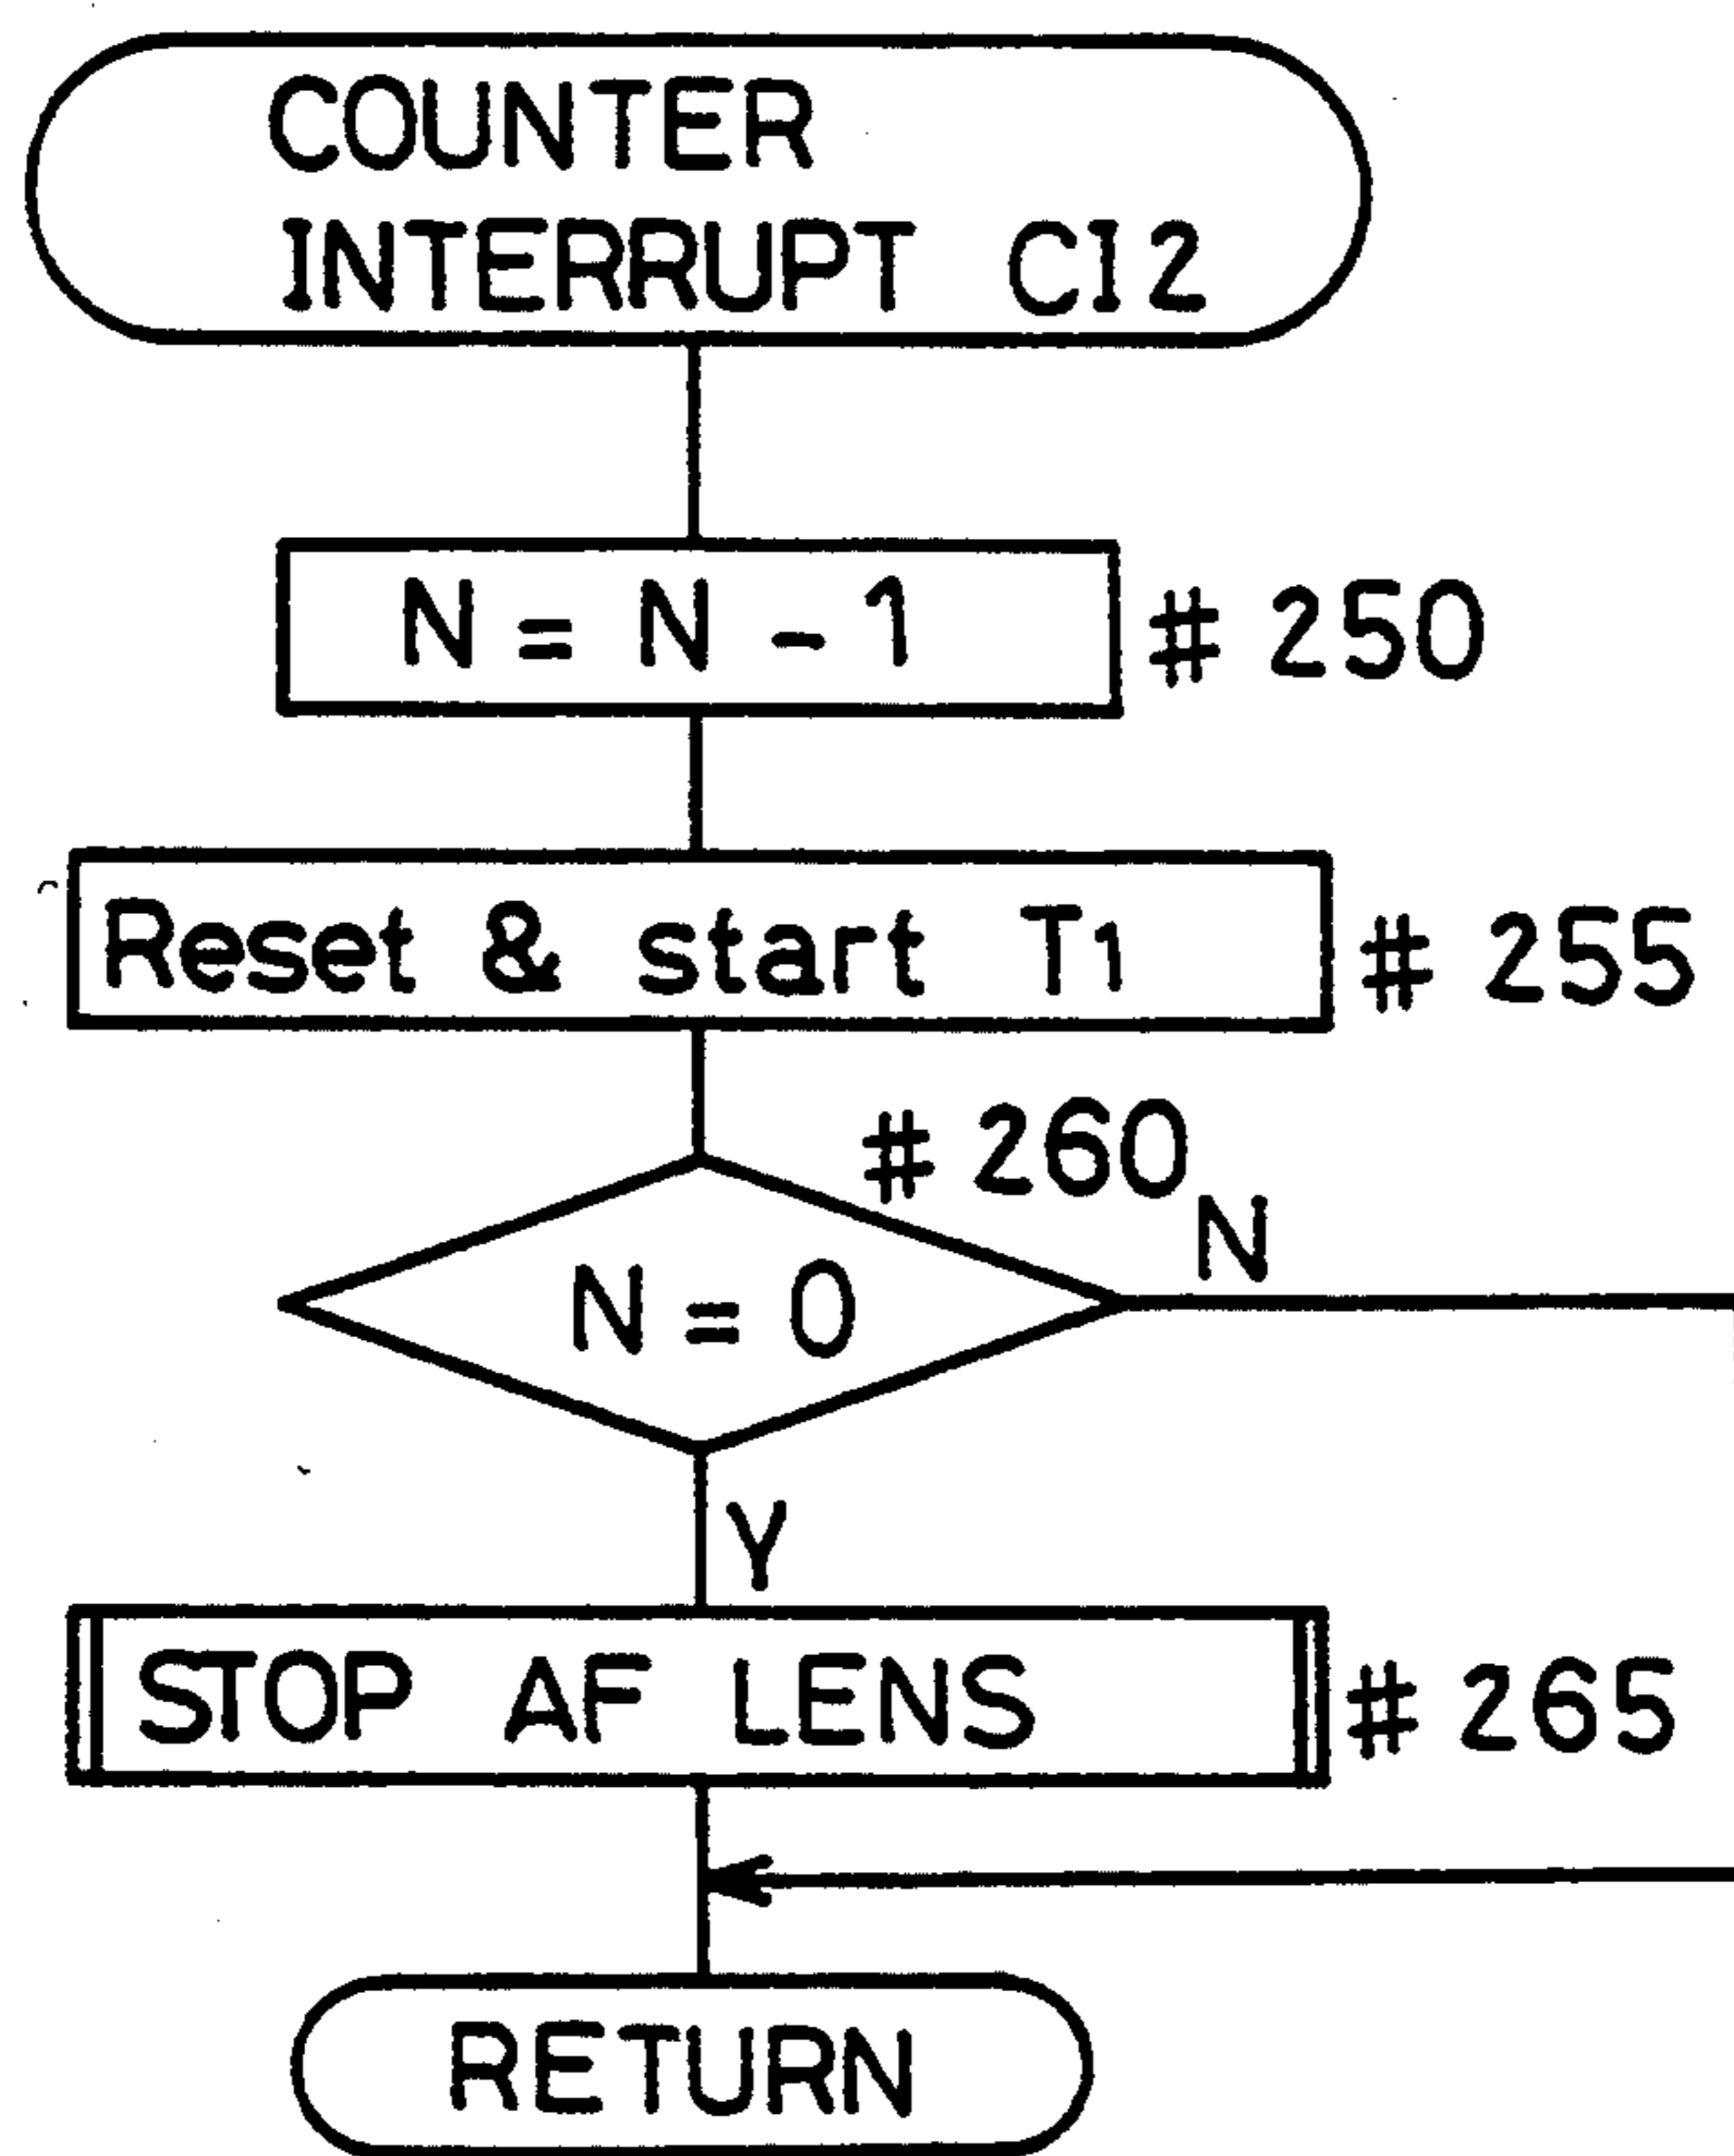 COUNTER
INTERRUPT CI2
N = N - 1 # 250
Reset & start T1 # 255
# 260
N
N = 0
Y
STOP AF LENS # 265
RETURN